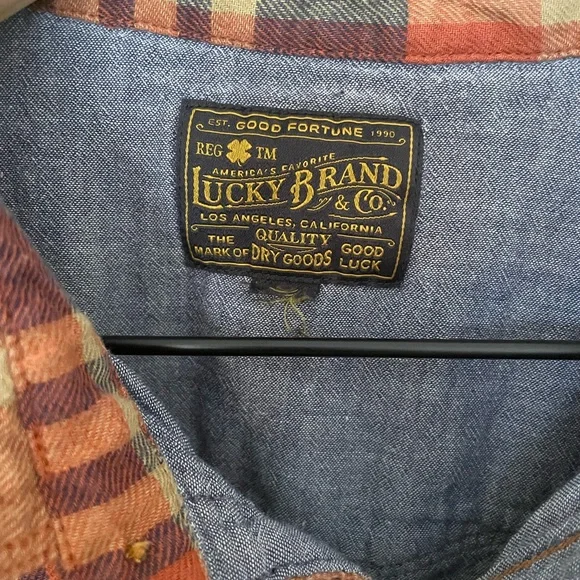 EST. GOOD FORTUNE 1990
REG TM
AMERICA'S FAVORITE
LUCKY BRAND
& CO.
LOS ANGELES, CALIFORNIA
THE MARK OF QUALITY DRY GOODS GOOD LUCK